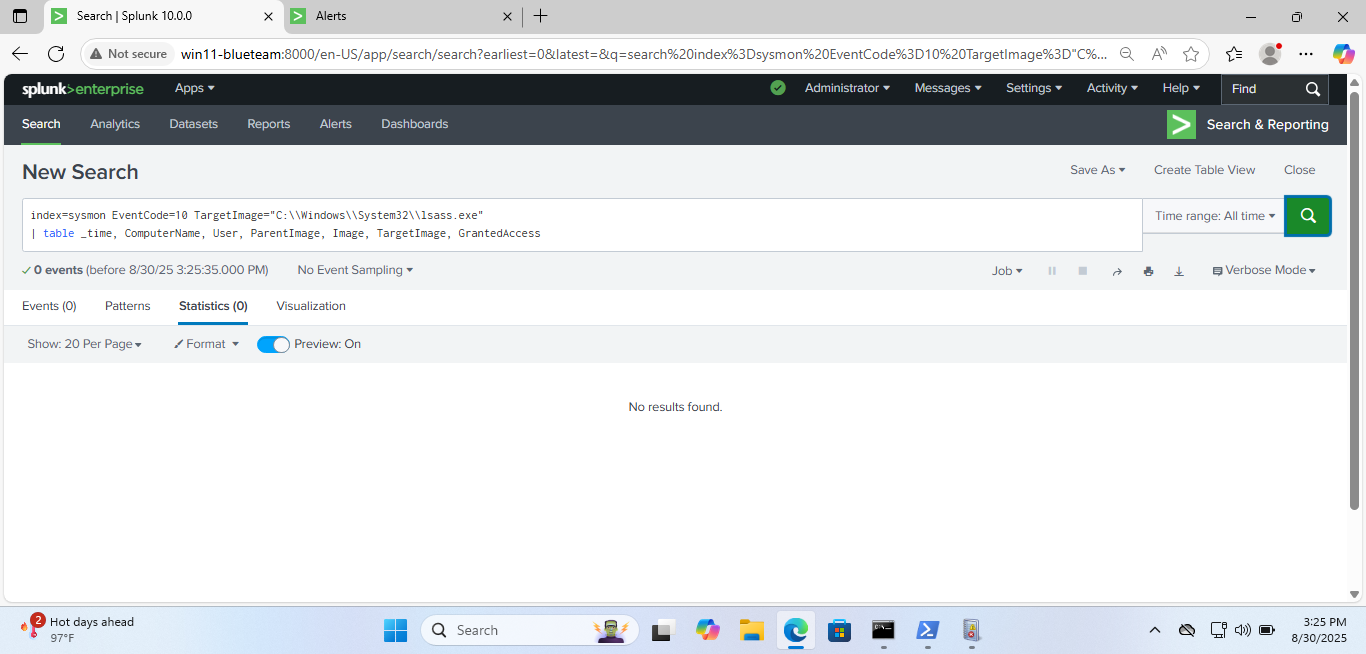 Search | Splunk 10.0.0
Alerts
Not secure
win11-blueteam:8000/en-US/app/search/search?earliest=0&latest=&q=search%20index%3Dsysmon%20EventCode%3D10%20TargetImage%3D"C%...
splunk>enterprise
Apps
Administrator
Messages
Settings
Activity
Help
Find
Search
Analytics
Datasets
Reports
Alerts
Dashboards
Search & Reporting
New Search
Save As
Create Table View
Close
index=sysmon EventCode=10 TargetImage="C:\\Windows\\System32\\lsass.exe"
| table _time, ComputerName, User, ParentImage, Image, TargetImage, GrantedAccess
Time range: All time
0 events (before 8/30/25 3:25:35.000 PM)
No Event Sampling
Job
Verbose Mode
Events (0)
Patterns
Statistics (0)
Visualization
Show: 20 Per Page
Format
Preview: On
No results found.
2
Hot days ahead
97°F
Search
3:25 PM
8/30/2025